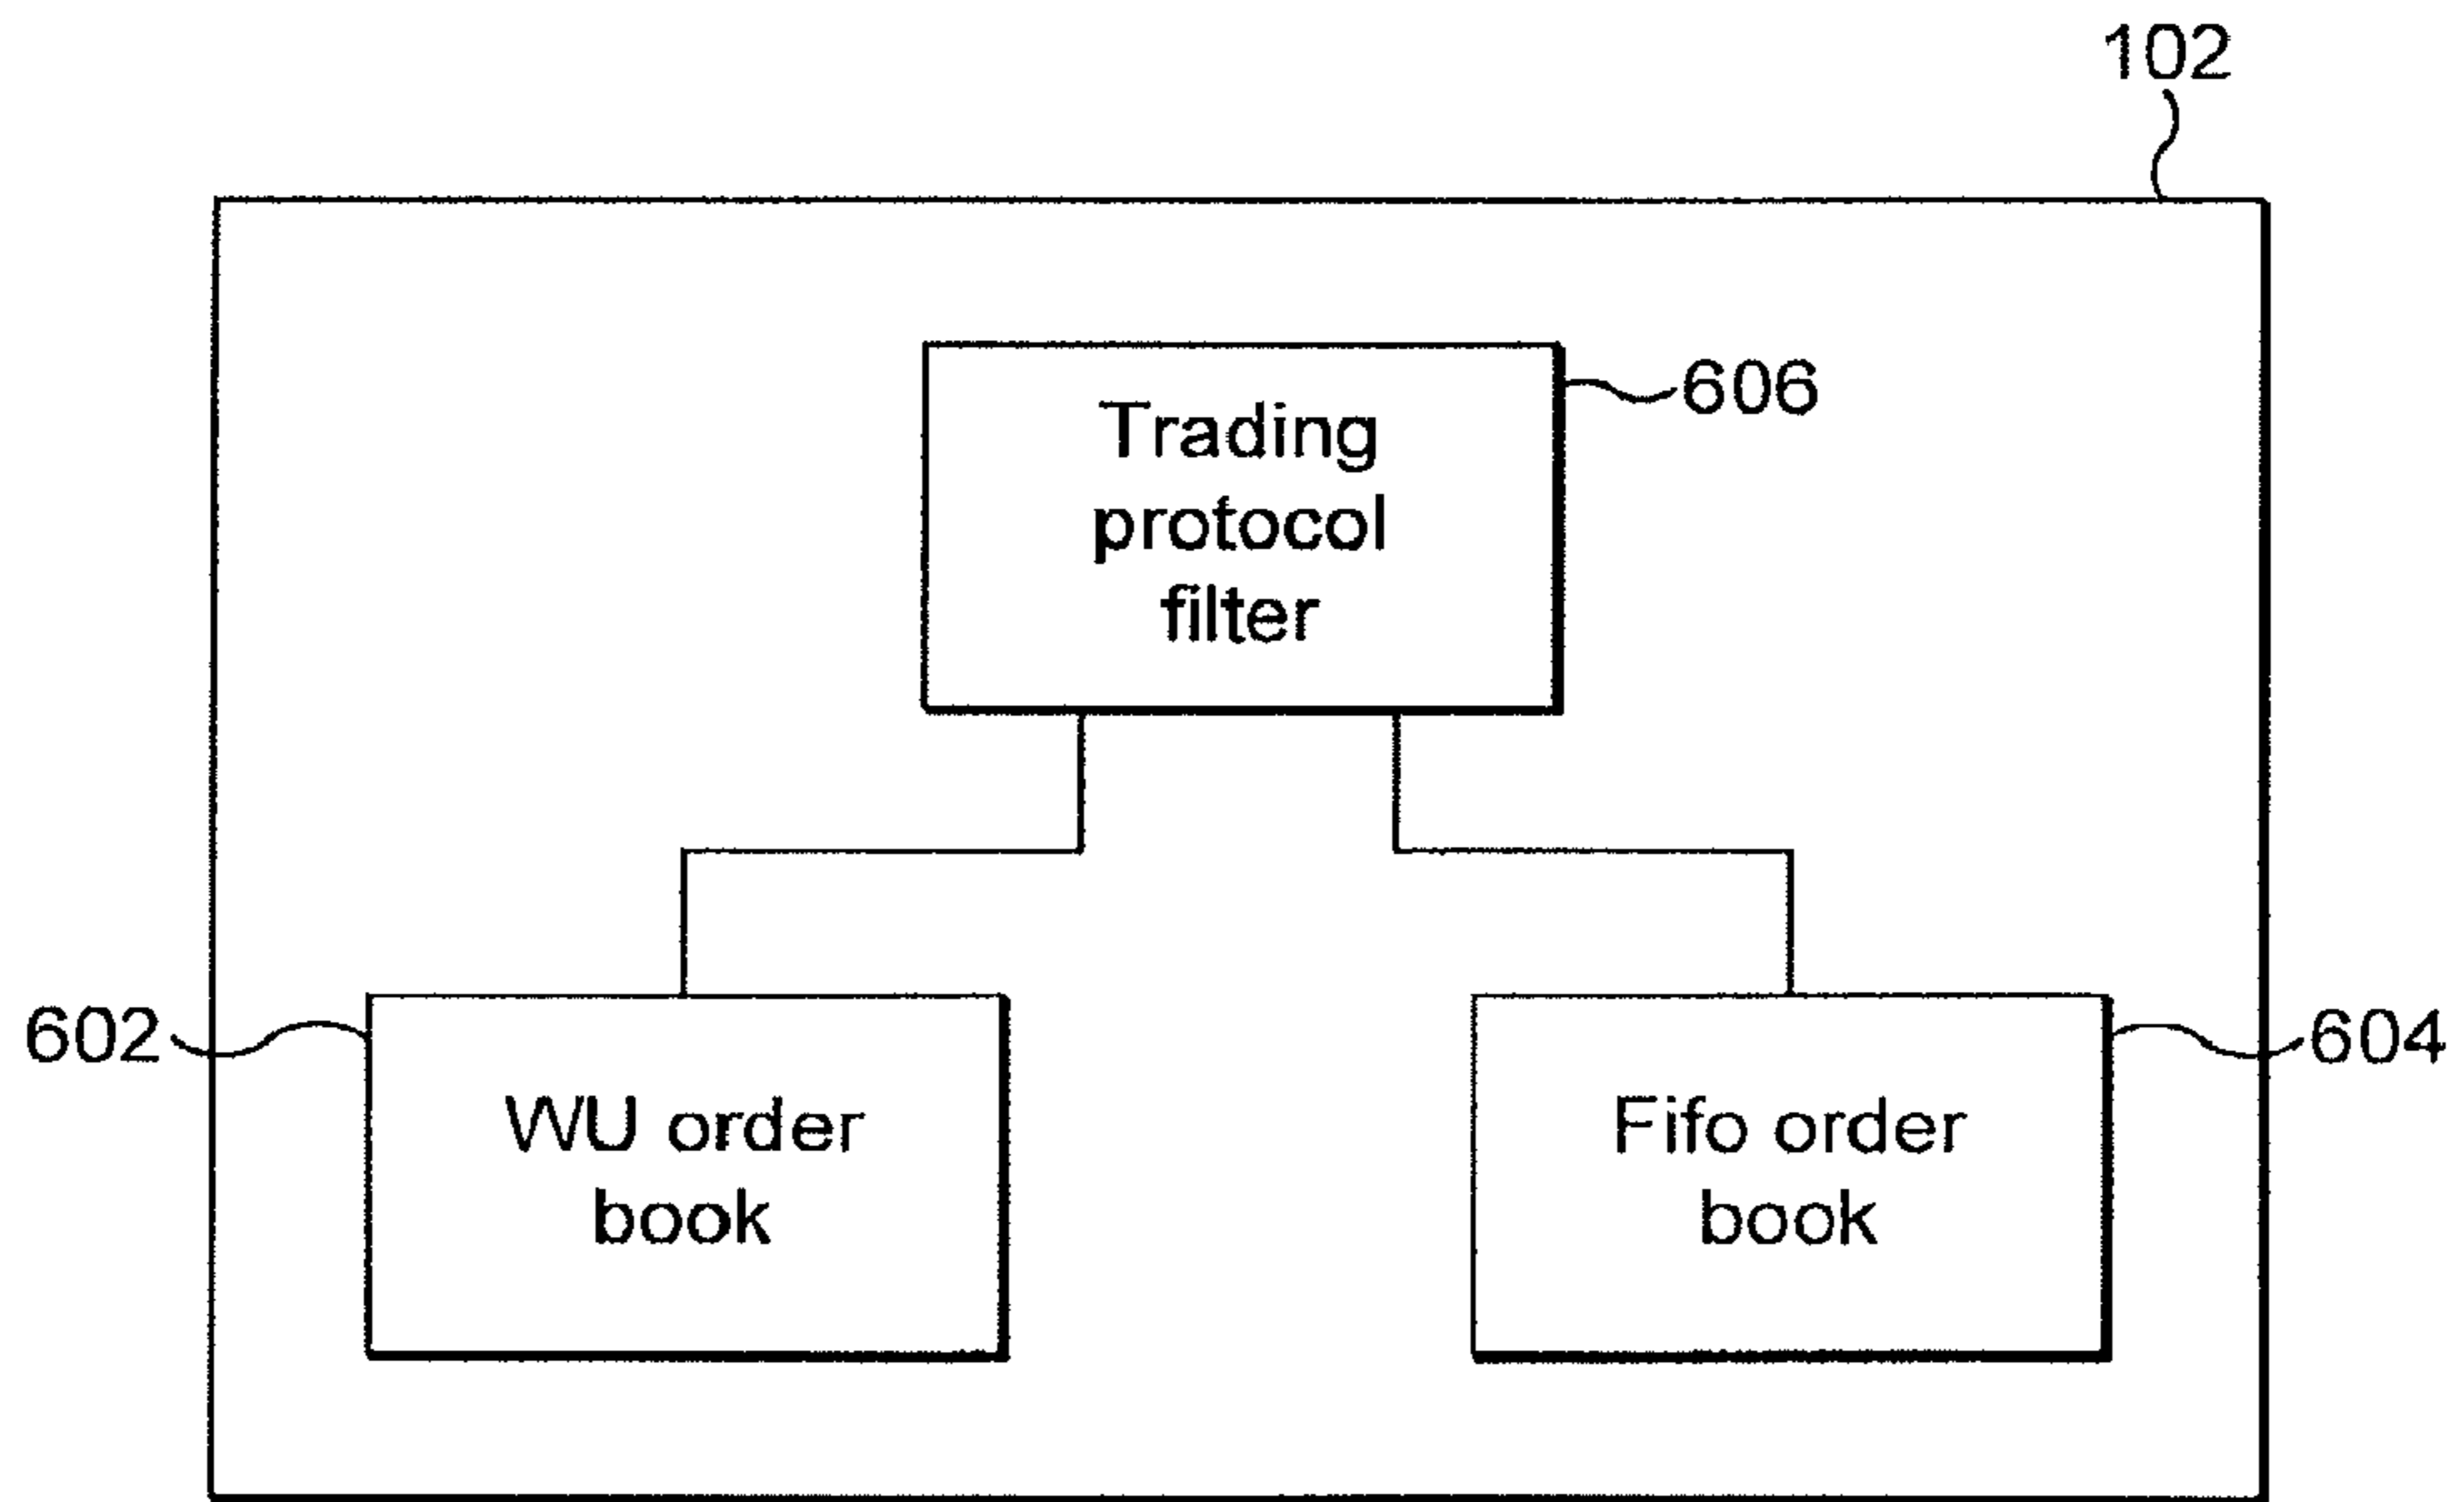 102
Trading
protocol
filter
606
602
WU order
book
Fifo order
book
604